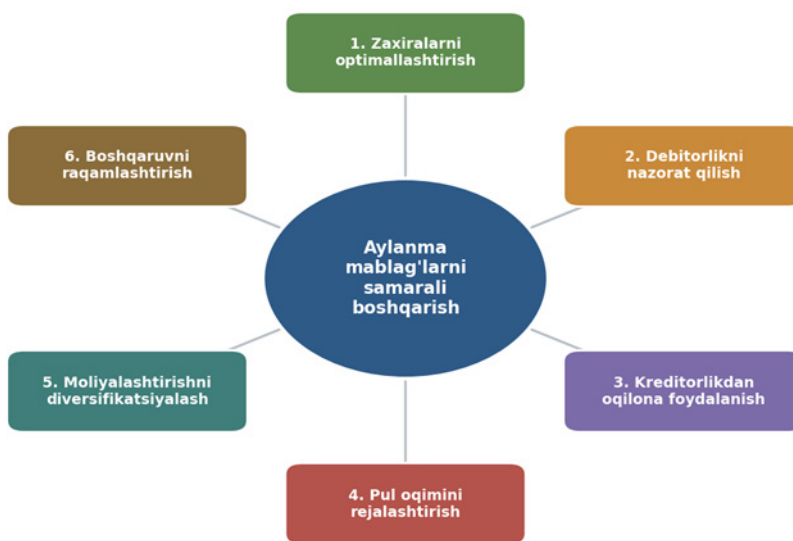 1. Zaxiralarni
optimallashtirish
6. Boshqaruvni
raqamlashtirish
2. Debitorlikni
nazorat qilish
Aylanma
mablag'larni
samarali
boshqarish
5. Moliyalashtirishni
diversifikatsiyalash
3. Kreditorlikdan
oqilona foydalanish
4. Pul oqimini
rejalashtirish